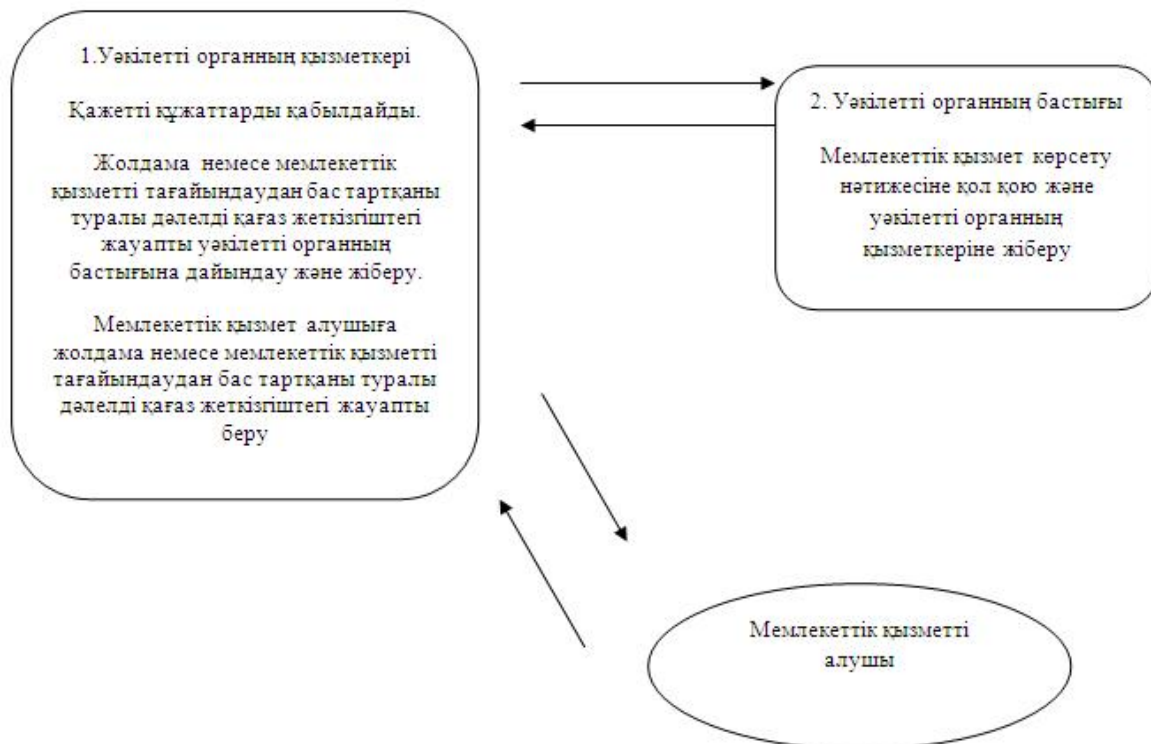 1.Уәкілетті органның қызметкері
Қажетті құжаттарды қабылдайды.
Жолдама немесе мемлекеттік
қызметті тағайындаудан бас тартқаны
туралы дәлелді қағаз жеткізгіштегі
жауапты уәкілетті органның
бастығына дайындау және жіберу.
Мемлекеттік қызмет алушыға
жолдама немесе мемлекеттік қызметті
тағайындаудан бас тартқаны туралы
дәлелді қағаз жеткізгіштегі жауапты
беру
2. Уәкілетті органның бастығы
Мемлекеттік қызмет көрсету
нәтижесіне қол қою және
уәкілетті органның
қызметкеріне жіберу
Мемлекеттік қызметті
алушы